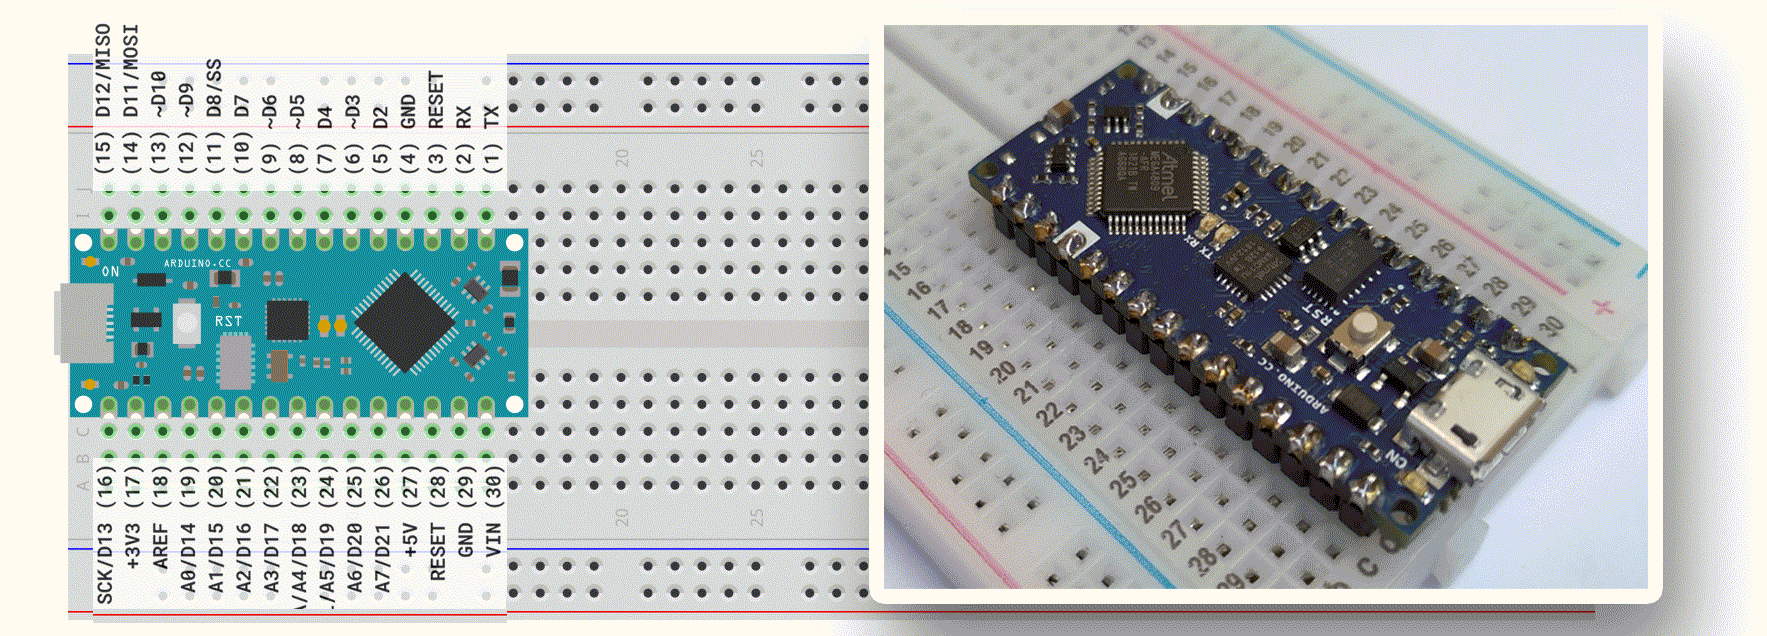 (15) D12/MISO
(14) D11/MOSI
(13) ~D10
(12) ~D9
(11) D8/SS
(10) D7
(9) ~D6
(8) ~D5
(7) D4
(6) ~D3
(5) D2
(4) GND
(3) RESET
(2) RX
(1) TX
20
25
J
I
ON
ARDUINO.CC
RST
C
B
A
20
25
SCK/D13 (16)
+3V3 (17)
AREF (18)
A0/D14 (19)
A1/D15 (20)
A2/D16 (21)
A3/D17 (22)
/A4/D18 (23)
/A5/D19 (24)
A6/D20 (25)
A7/D21 (26)
+5V (27)
RESET (28)
GND (29)
VIN (30)
13
14
15
16
17
18
19
20
21
22
23
24
25
26
27
28
29
30
+
Atmel
TX RX
RST
ARDUINO.CC
ON
15
16
17
18
19
20
21
22
23
24
25
26
27
28
29
C